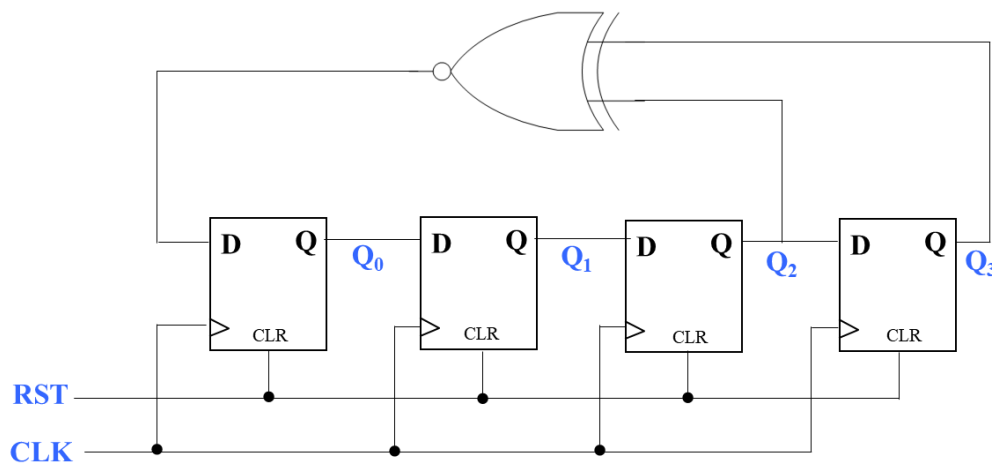 D Q Q₀ D Q Q₁ D Q Q₂ D Q Q₃
CLR CLR CLR CLR
RST
CLK